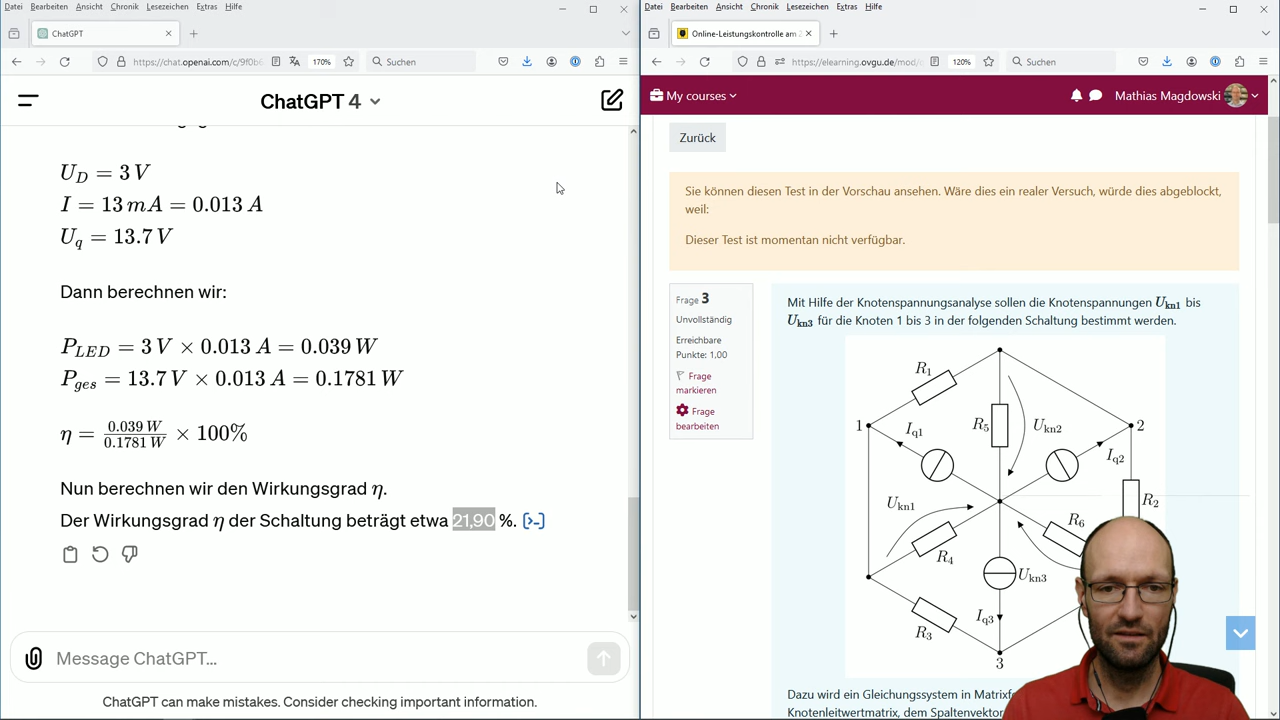 Datei Bearbeiten Ansicht Chronik Lesezeichen Extras Hilfe
ChatGPT
https://chat.openai.com/c/9f0b6
170%
Suchen
ChatGPT 4
U_D = 3 V
I = 13 mA = 0.013 A
U_q = 13.7 V
Dann berechnen wir:
P_LED = 3 V × 0.013 A = 0.039 W
P_ges = 13.7 V × 0.013 A = 0.1781 W
η = 0.039 W / 0.1781 W × 100%
Nun berechnen wir den Wirkungsgrad η.
Der Wirkungsgrad η der Schaltung beträgt etwa 21,90 %. [>-]
Message ChatGPT...
ChatGPT can make mistakes. Consider checking important information.
Datei Bearbeiten Ansicht Chronik Lesezeichen Extras Hilfe
Online-Leistungskontrolle am
https://elearning.ovgu.de/mod/
120%
Suchen
My courses
Mathias Magdowski
Zurück
Sie können diesen Test in der Vorschau ansehen. Wäre dies ein realer Versuch, würde dies abgeblockt,
weil:
Dieser Test ist momentan nicht verfügbar.
Frage 3
Unvollständig
Erreichbare
Punkte: 1,00
Frage
markieren
Frage
bearbeiten
Mit Hilfe der Knotenspannungsanalyse sollen die Knotenspannungen U_kn1 bis
U_kn3 für die Knoten 1 bis 3 in der folgenden Schaltung bestimmt werden.
R1
1
Iq1
R5
Ukn2
2
Iq2
Ukn1
R2
R4
R6
Ukn3
R3
Iq3
3
Dazu wird ein Gleichungssystem in
Knotenleitwertmatrix, dem